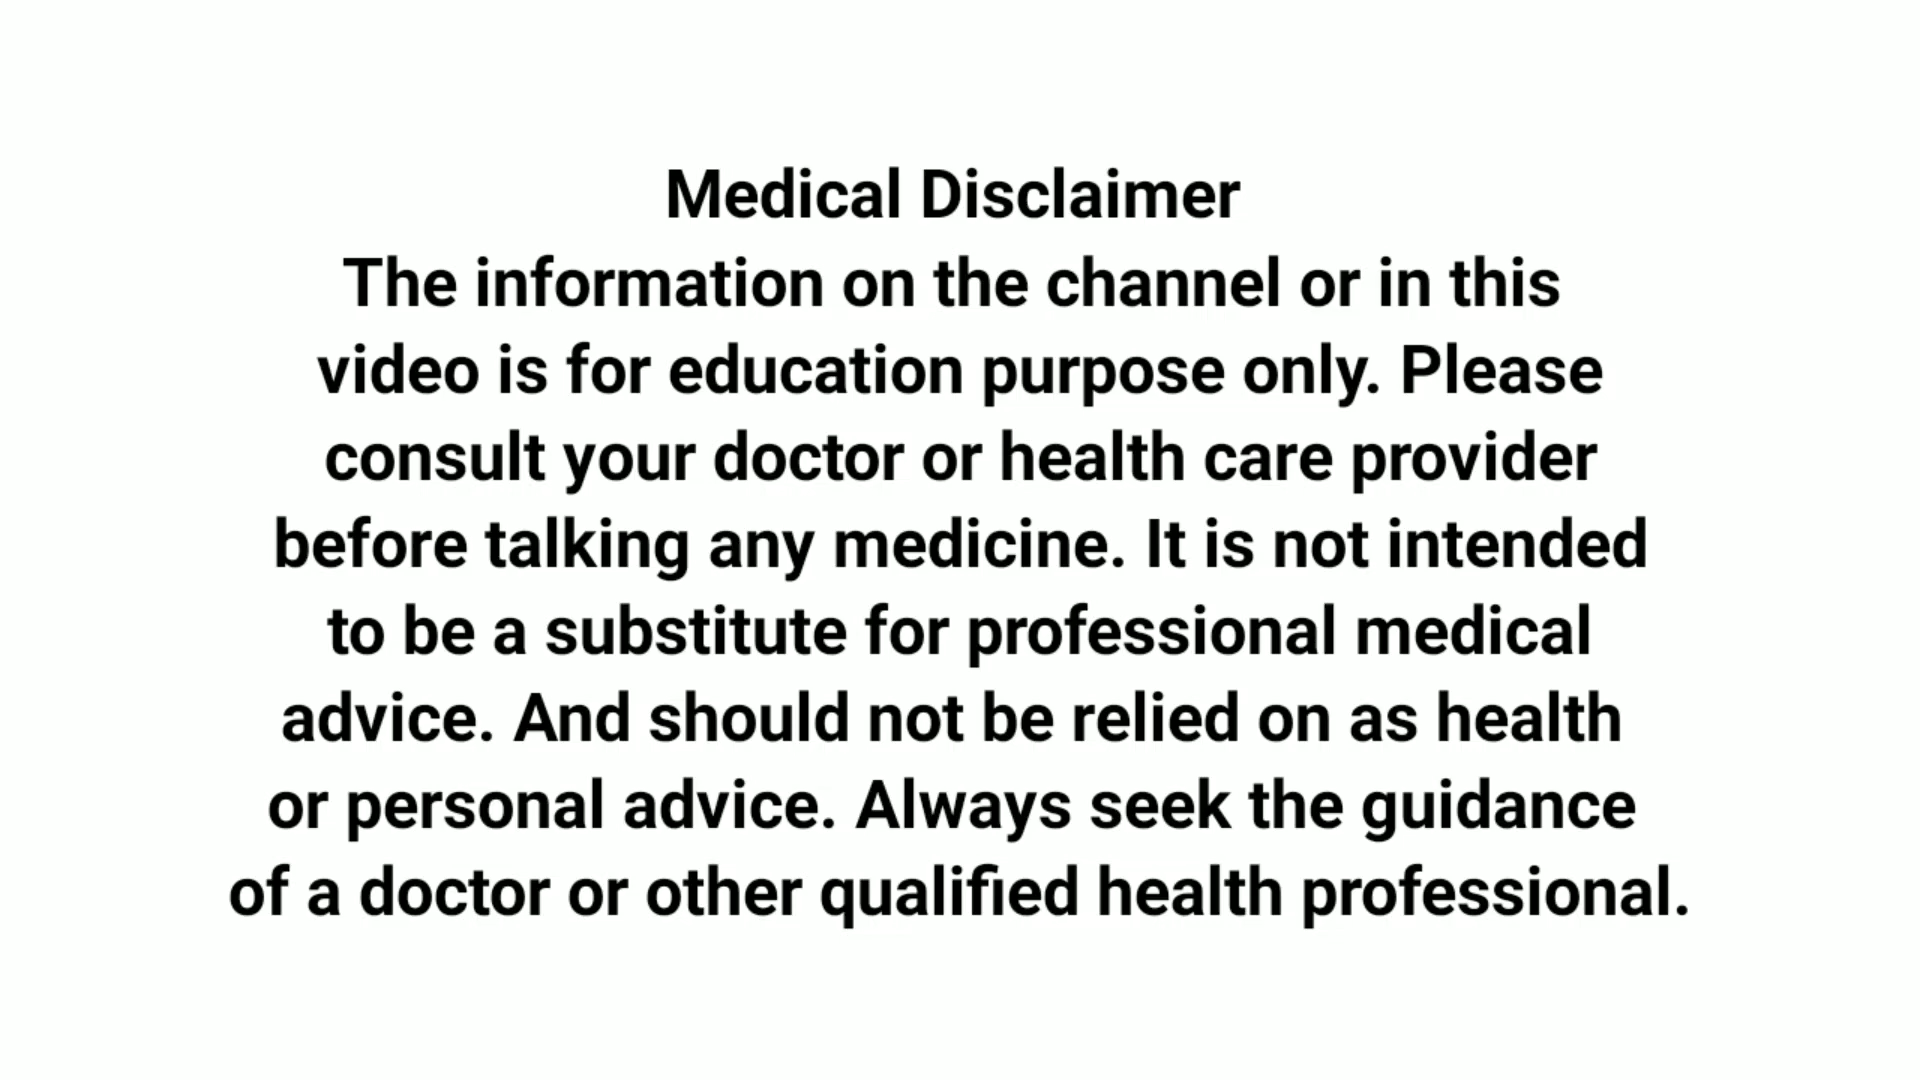 Medical Disclaimer
The information on the channel or in this
video is for education purpose only. Please
consult your doctor or health care provider
before talking any medicine. It is not intended
to be a substitute for professional medical
advice. And should not be relied on as health
or personal advice. Always seek the guidance
of a doctor or other qualified health professional.